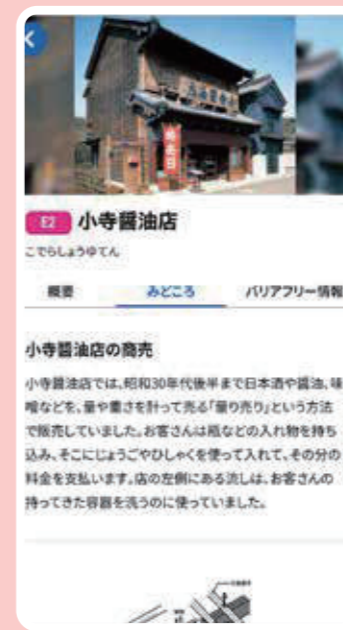 E2 小寺醤油店
こでらしょうゆてん
概要 みどころ バリアフリー情報
小寺醤油店の商売
小寺醤油店では、昭和30年代後半まで日本酒や醤油、味
噌などを、量や重さを計って売る「量り売り」という方法
で販売していました。お客さんは瓶などの入れ物を持ち
込み、そこにじょうごやひしゃくを使って入れて、その分の
料金を支払います。店の左側にある流しは、お客さんの
持ってきた容器を洗うのに使っていました。